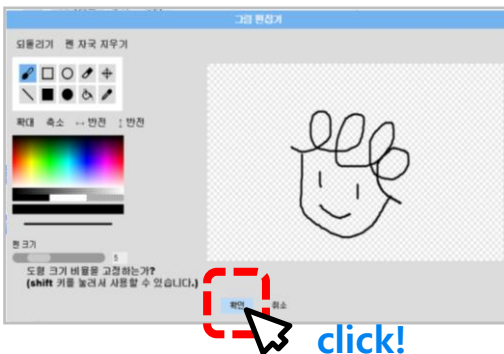 그림 편집기
되돌리기 펜 자국 지우기
확대 축소 ↔ 반전 ↕ 반전
펜 크기
5
도형 크기 비율을 고정하는가?
(shift 키를 눌러서 사용할 수 있습니다.)
확인 취소
click!